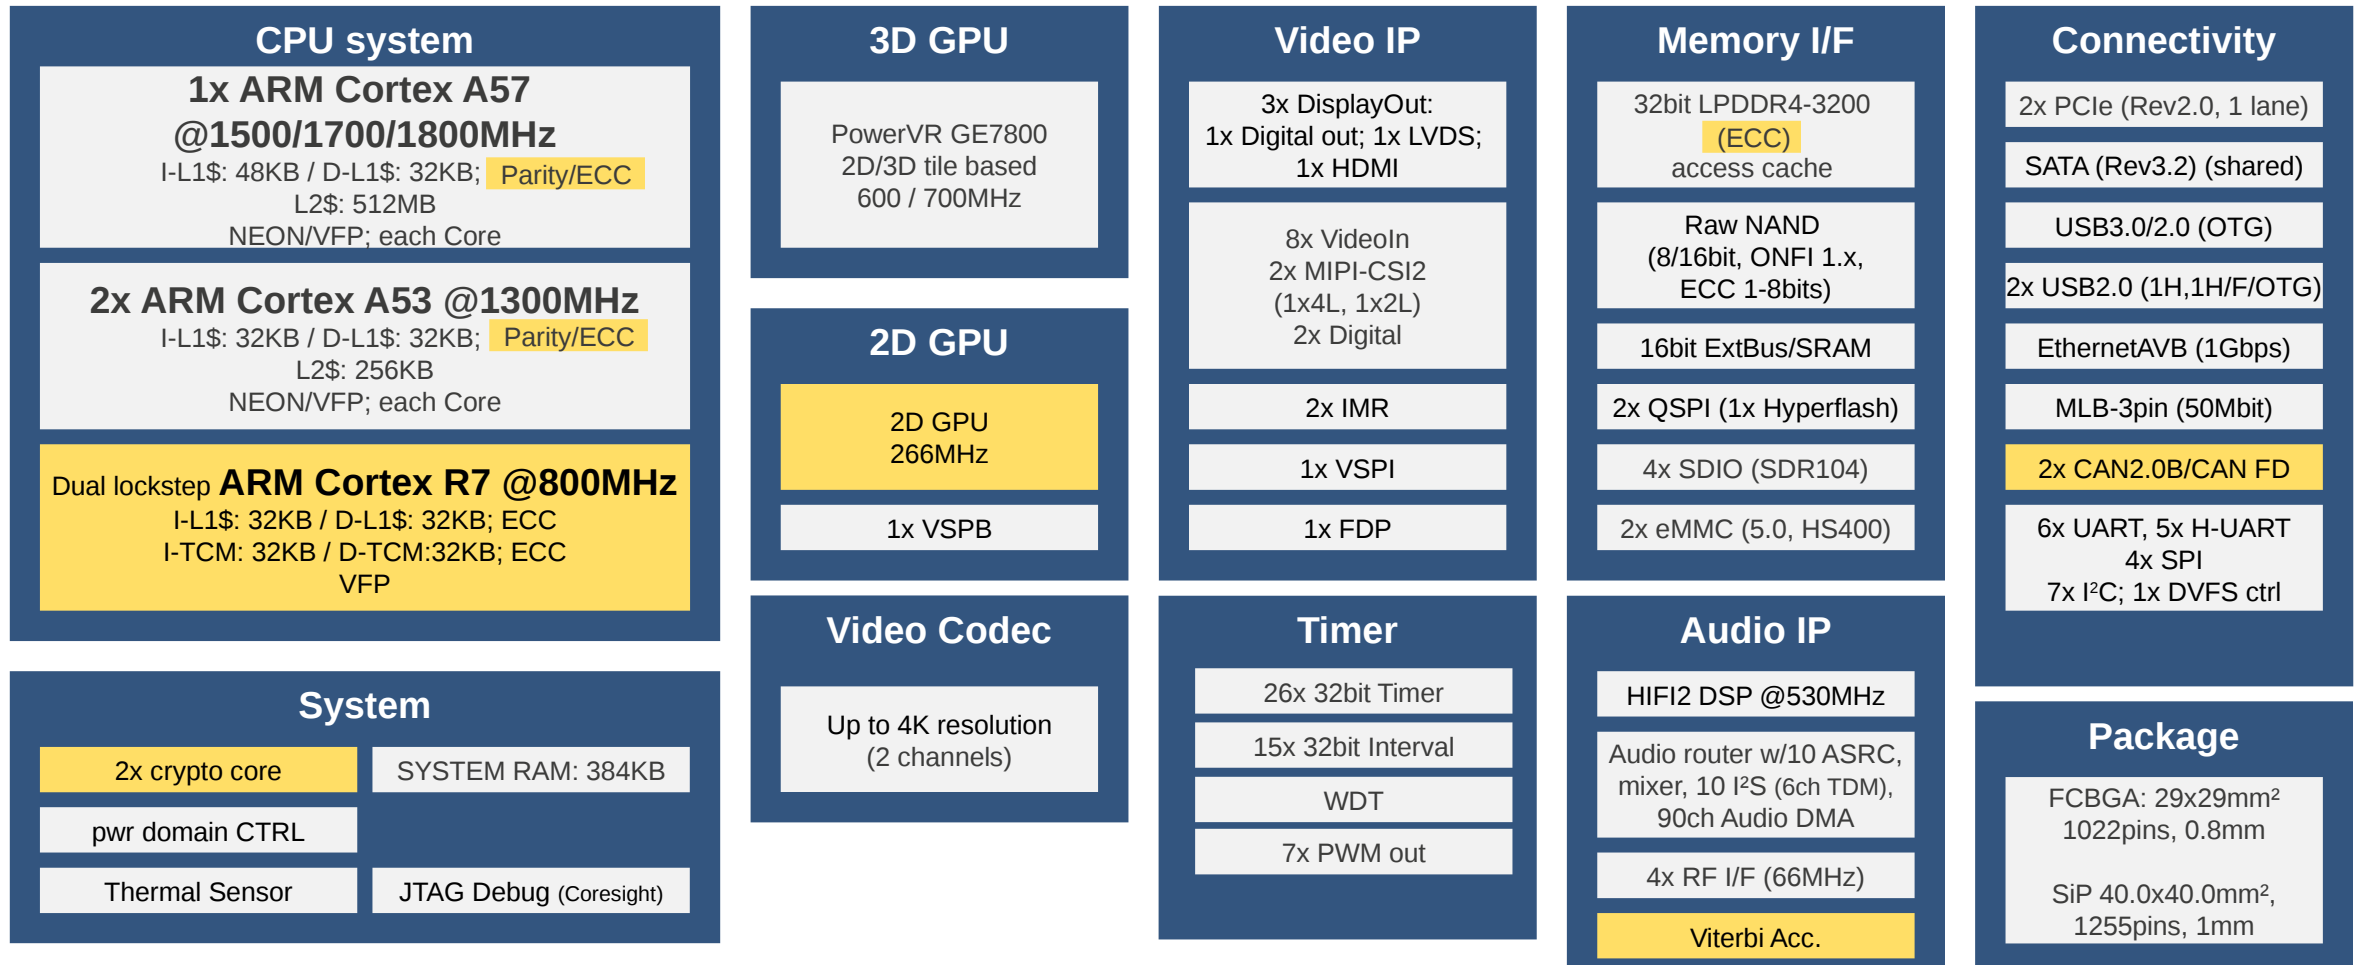 CPU system
1x ARM Cortex A57
@1500/1700/1800MHz
I-L1$: 48KB / D-L1$: 32KB; Parity/ECC
L2$: 512MB
NEON/VFP; each Core
2x ARM Cortex A53 @1300MHz
I-L1$: 32KB / D-L1$: 32KB; Parity/ECC
L2$: 256KB
NEON/VFP; each Core
Dual lockstep ARM Cortex R7 @800MHz
I-L1$: 32KB / D-L1$: 32KB; ECC
I-TCM: 32KB / D-TCM:32KB; ECC
VFP
System
2x crypto core
SYSTEM RAM: 384KB
pwr domain CTRL
Thermal Sensor
JTAG Debug (Coresight)
3D GPU
PowerVR GE7800
2D/3D tile based
600 / 700MHz
2D GPU
2D GPU
266MHz
1x VSPB
Video Codec
Up to 4K resolution
(2 channels)
Video IP
3x DisplayOut:
1x Digital out; 1x LVDS;
1x HDMI
8x VideoIn
2x MIPI-CSI2
(1x4L, 1x2L)
2x Digital
2x IMR
1x VSPI
1x FDP
Timer
26x 32bit Timer
15x 32bit Interval
WDT
7x PWM out
Memory I/F
32bit LPDDR4-3200
(ECC)
access cache
Raw NAND
(8/16bit, ONFI 1.x,
ECC 1-8bits)
16bit ExtBus/SRAM
2x QSPI (1x Hyperflash)
4x SDIO (SDR104)
2x eMMC (5.0, HS400)
Audio IP
HIFI2 DSP @530MHz
Audio router w/10 ASRC,
mixer, 10 I²S (6ch TDM),
90ch Audio DMA
4x RF I/F (66MHz)
Viterbi Acc.
Connectivity
2x PCIe (Rev2.0, 1 lane)
SATA (Rev3.2) (shared)
USB3.0/2.0 (OTG)
2x USB2.0 (1H,1H/F/OTG)
EthernetAVB (1Gbps)
MLB-3pin (50Mbit)
2x CAN2.0B/CAN FD
6x UART, 5x H-UART
4x SPI
7x I²C; 1x DVFS ctrl
Package
FCBGA: 29x29mm²
1022pins, 0.8mm
SiP 40.0x40.0mm²,
1255pins, 1mm